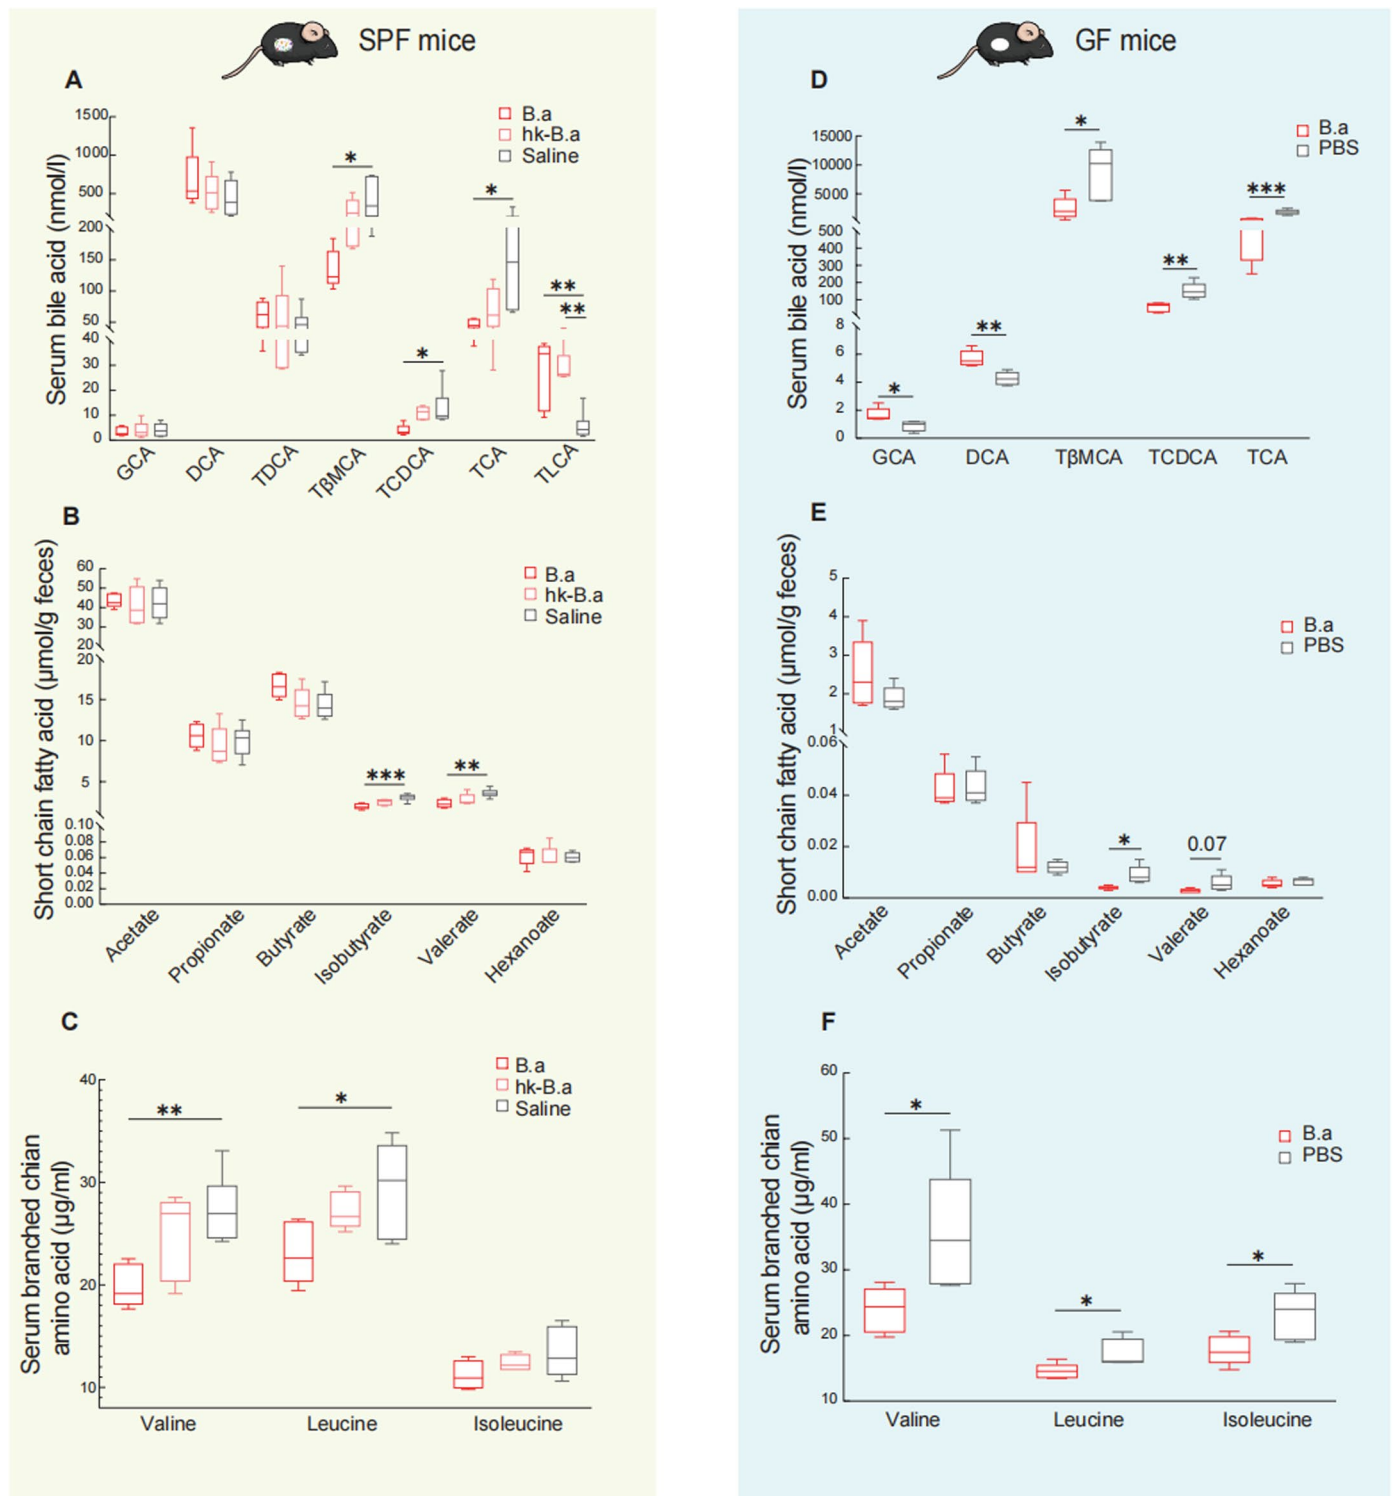 SPF mice
A
B.a
hk-B.a
Saline
Serum bile acid (nmol/l)
1500
1000
500
200
150
100
50
40
30
20
10
0
*
*
*
**
**
GCA
DCA
TDCA
TβMCA
TCDCA
TCA
TLCA
B
B.a
hk-B.a
Saline
Short chain fatty acid (μmol/g feces)
60
50
40
30
20
20
15
10
5
0.10
0.08
0.06
0.04
0.02
0.00
***
**
Acetate
Propionate
Butyrate
Isobutyrate
Valerate
Hexanoate
C
B.a
hk-B.a
Saline
Serum branched chian
amino acid (μg/ml)
40
30
20
10
**
*
Valine
Leucine
Isoleucine
GF mice
D
B.a
PBS
Serum bile acid (nmol/l)
15000
10000
5000
500
400
300
200
100
8
6
4
2
0
*
**
*
**
***
GCA
DCA
TβMCA
TCDCA
TCA
E
B.a
PBS
Short chain fatty acid (μmol/g feces)
5
4
3
2
1
0.06
0.04
0.02
0.00
*
0.07
Acetate
Propionate
Butyrate
Isobutyrate
Valerate
Hexanoate
F
B.a
PBS
Serum branched chian
amino acid (μg/ml)
60
50
40
30
20
10
*
*
*
Valine
Leucine
Isoleucine